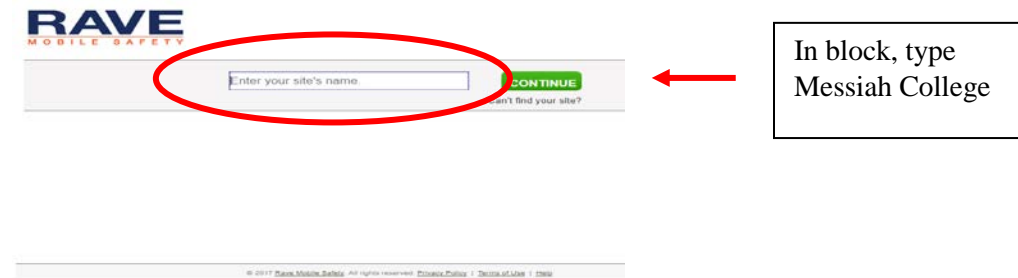 RAVE
MOBILE SAFETY
Enter your site's name
CONTINUE
Can't find your site?
In block, type
Messiah College
© 2017 Rave Mobile Safety. All rights reserved. Privacy Policy | Terms of Use | Help